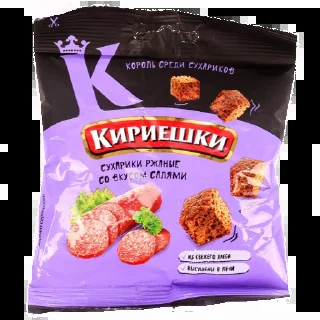 К
КОРОЛЬ СРЕДИ СУХАРИКОВ
КИРИЕШКИ
СУХАРИКИ РЖАНЫЕ
СО ВКУСОМ САЛЯМИ
ИЗ СВЕЖЕГО ХЛЕБА
ВЫСУШЕНЫ В ПЕЧИ